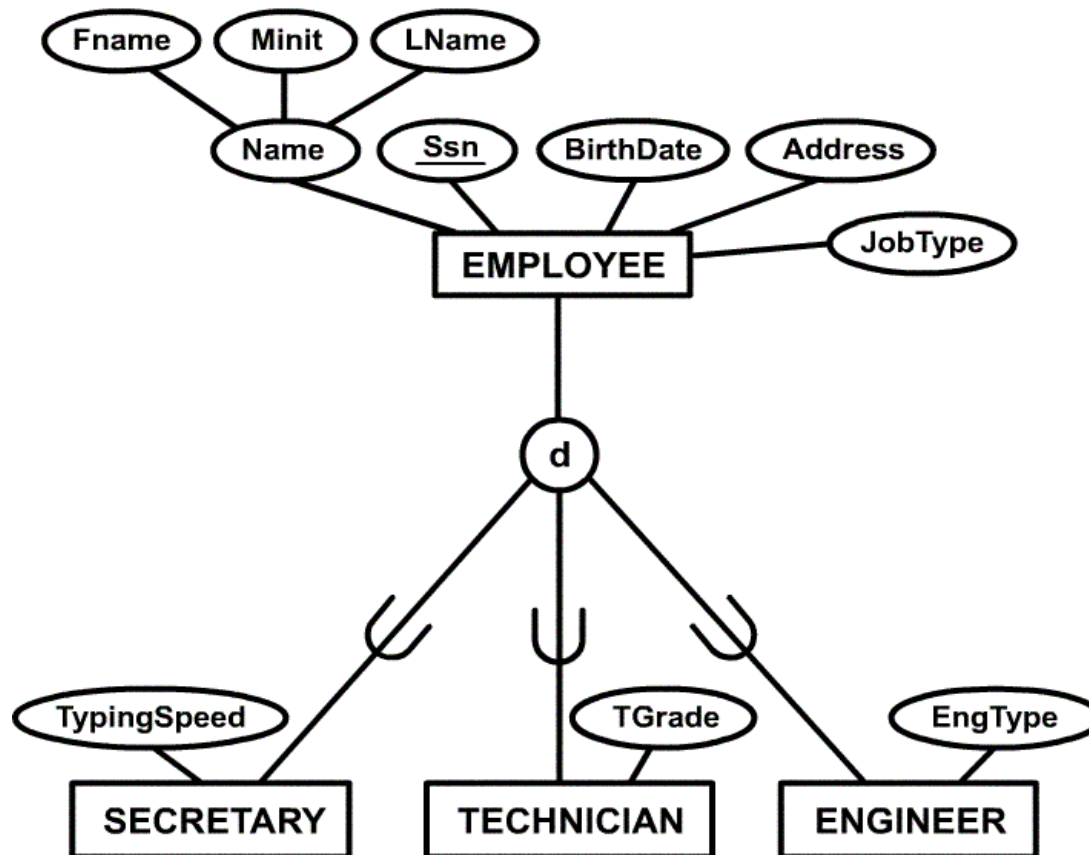 Fname Minit LName
Name Ssn BirthDate Address
JobType
EMPLOYEE
d
TypingSpeed TGrade EngType
SECRETARY TECHNICIAN ENGINEER